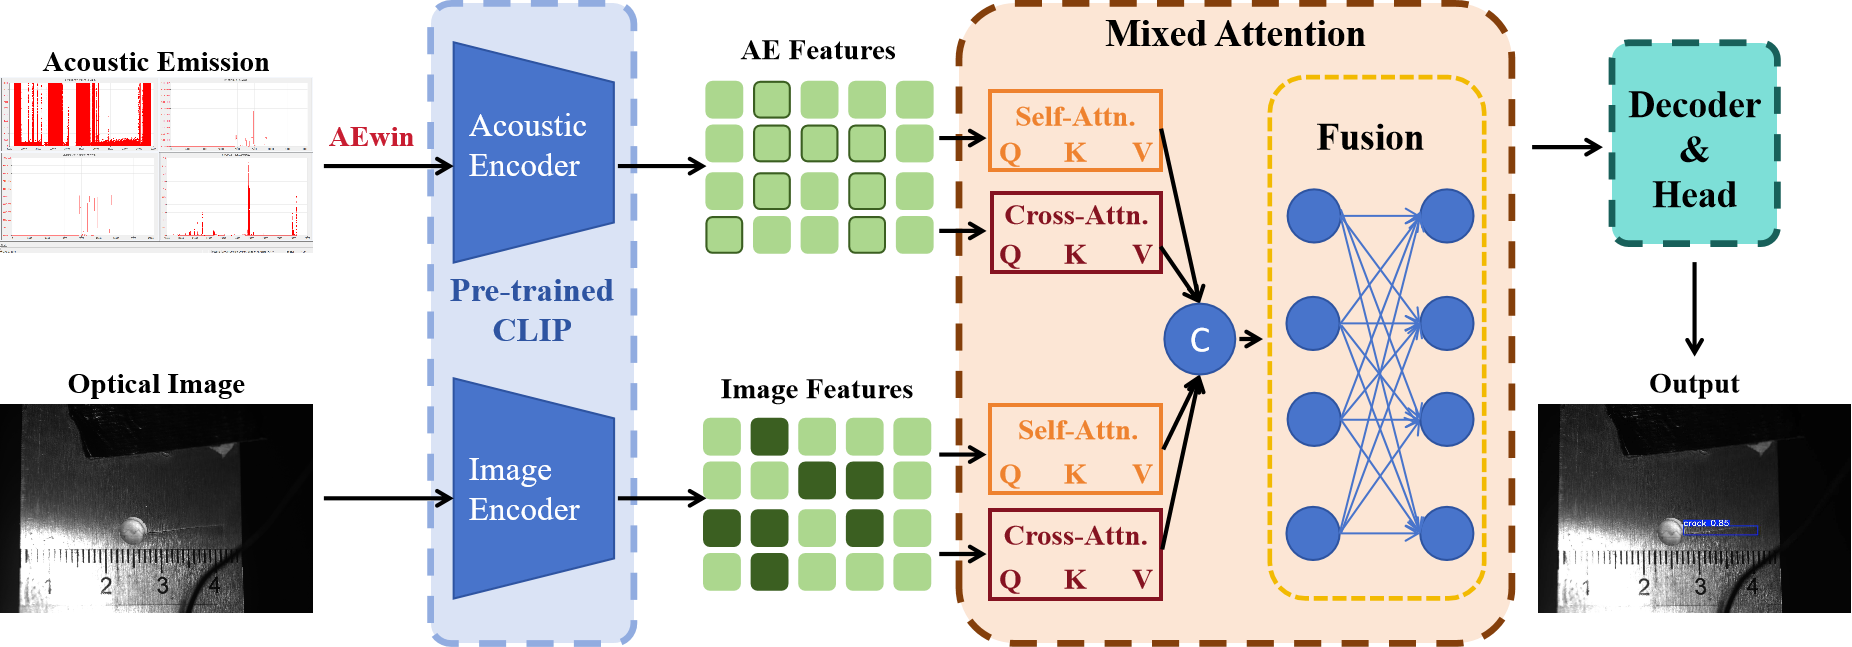 Acoustic Emission
AEwin
Acoustic
Encoder
Pre-trained
CLIP
Optical Image
1 2 3 4
Image
Encoder
AE Features
Image Features
Mixed Attention
Self-Attn.
Q K V
Cross-Attn.
Q K V
C
Self-Attn.
Q K V
Cross-Attn.
Q K V
Fusion
Decoder
&
Head
Output
crack 0.85
1 2 3 4